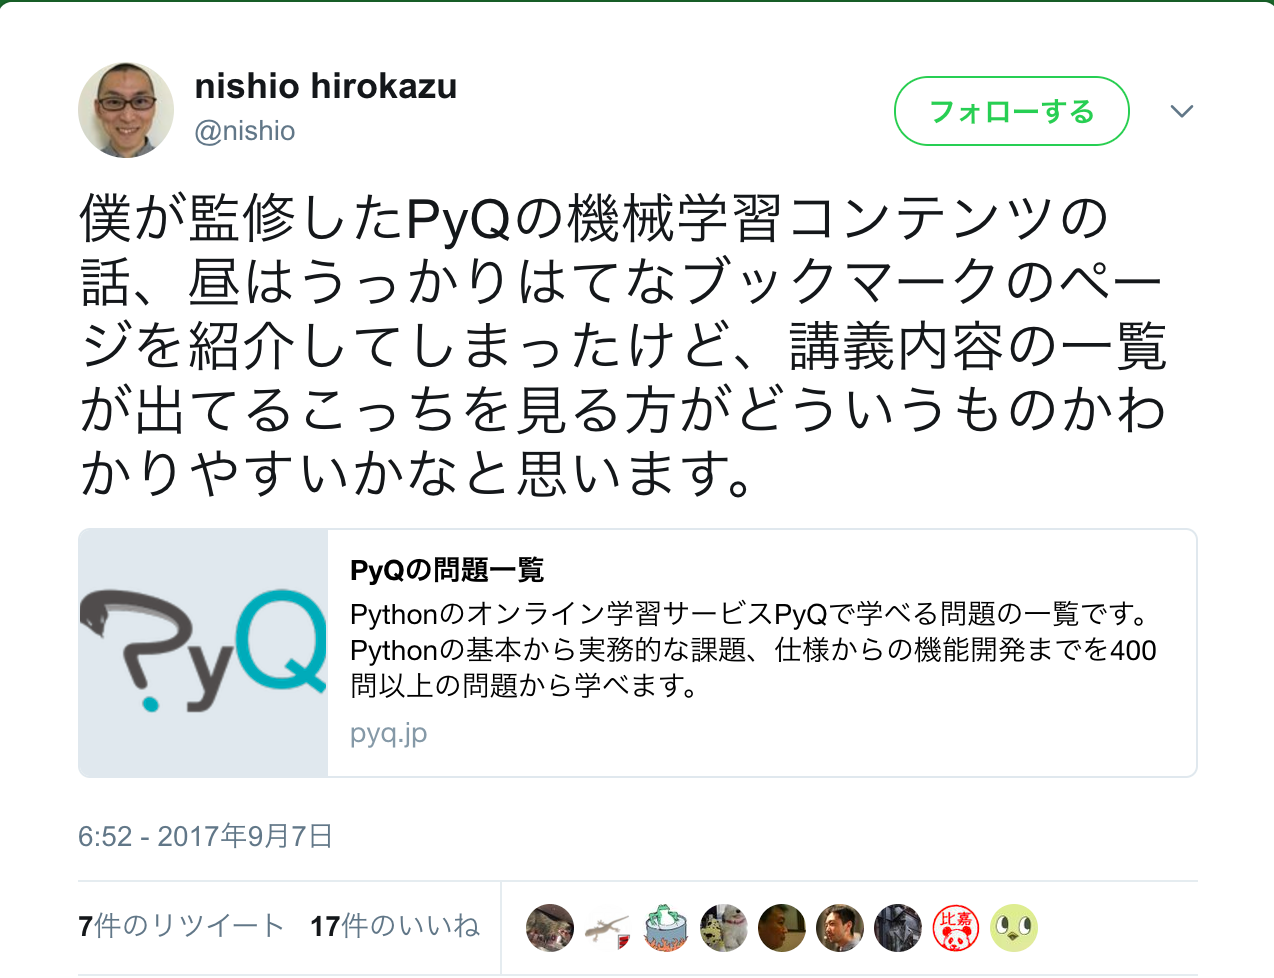 nishio hirokazu
@nishio
フォローする
僕が監修したPyQの機械学習コンテンツの
話、昼はうっかりはてなブックマークのペー
ジを紹介してしまったけど、講義内容の一覧
が出てるこっちを見る方がどういうものかわ
かりやすいかなと思います。
PyQ
PyQの問題一覧
Pythonのオンライン学習サービスPyQで学べる問題の一覧です。
Pythonの基本から実務的な課題、仕様からの機能開発までを400
問以上の問題から学べます。
pyq.jp
6:52 - 2017年9月7日
7件のリツイート 17件のいいね
比嘉